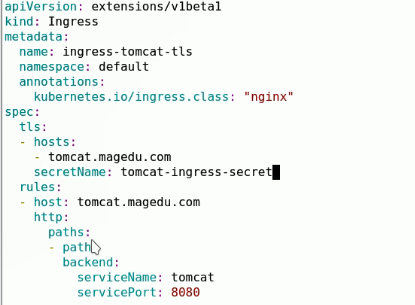 apiVersion: extensions/v1beta1
kind: Ingress
metadata:
  name: ingress-tomcat-tls
  namespace: default
  annotations:
    kubernetes.io/ingress.class: "nginx"
spec:
  tls:
  - hosts:
    - tomcat.magedu.com
    secretName: tomcat-ingress-secret
  rules:
  - host: tomcat.magedu.com
    http:
      paths:
      - path
        backend:
          serviceName: tomcat
          servicePort: 8080